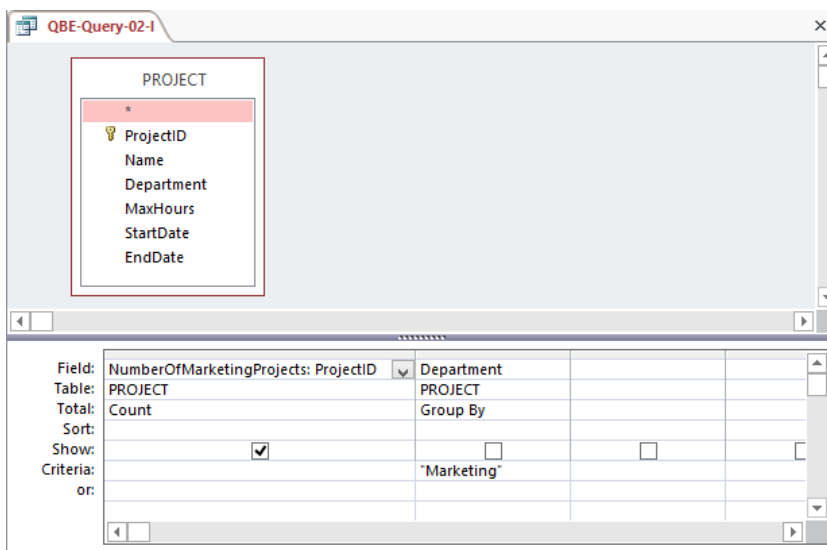 QBE-Query-02-I
PROJECT
*
ProjectID
Name
Department
MaxHours
StartDate
EndDate
Field: NumberOfMarketingProjects: ProjectID Department
Table: PROJECT PROJECT
Total: Count Group By
Sort:
Show:
Criteria: "Marketing"
or: